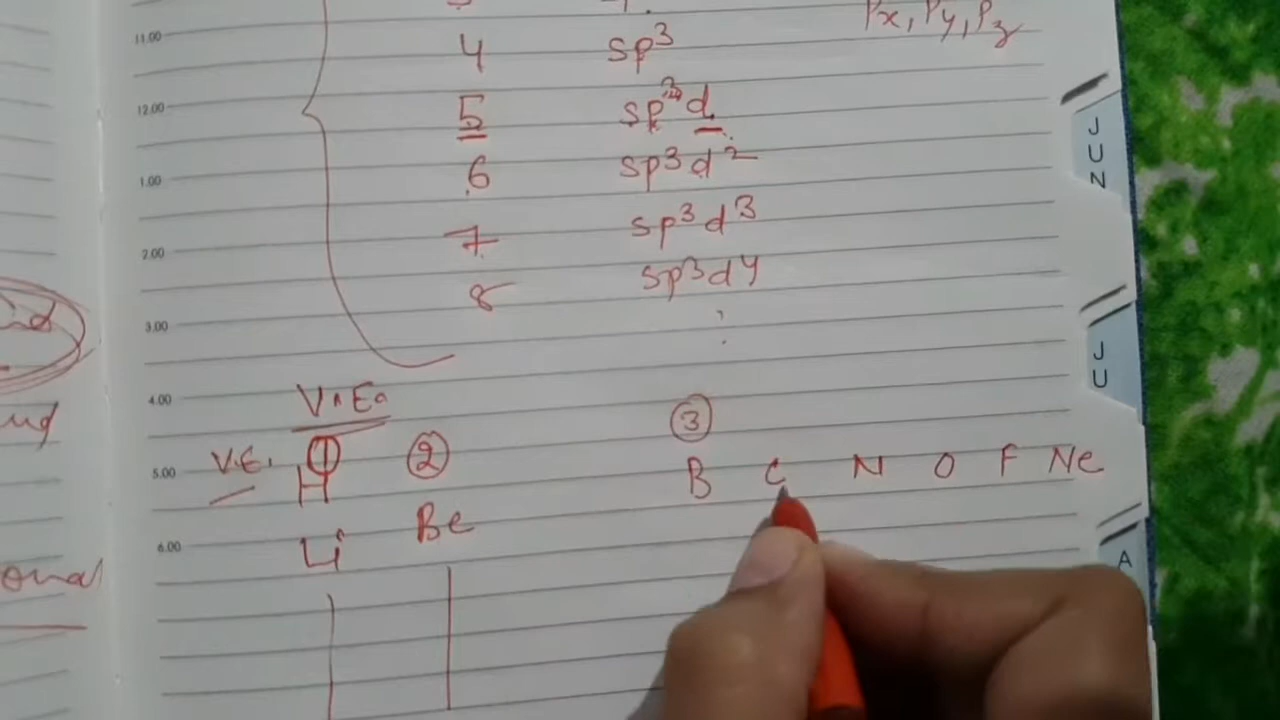 11.00
Px, Py, Pz
4 sp³
12.00
5 sp³d
1.00
6 sp³d²
7 sp³d³
2.00
8 sp³d4
3.00
4.00
③
V.E. ① ②
5.00
H B C N O F Ne
Li Be
6.00
JUN
JU
A